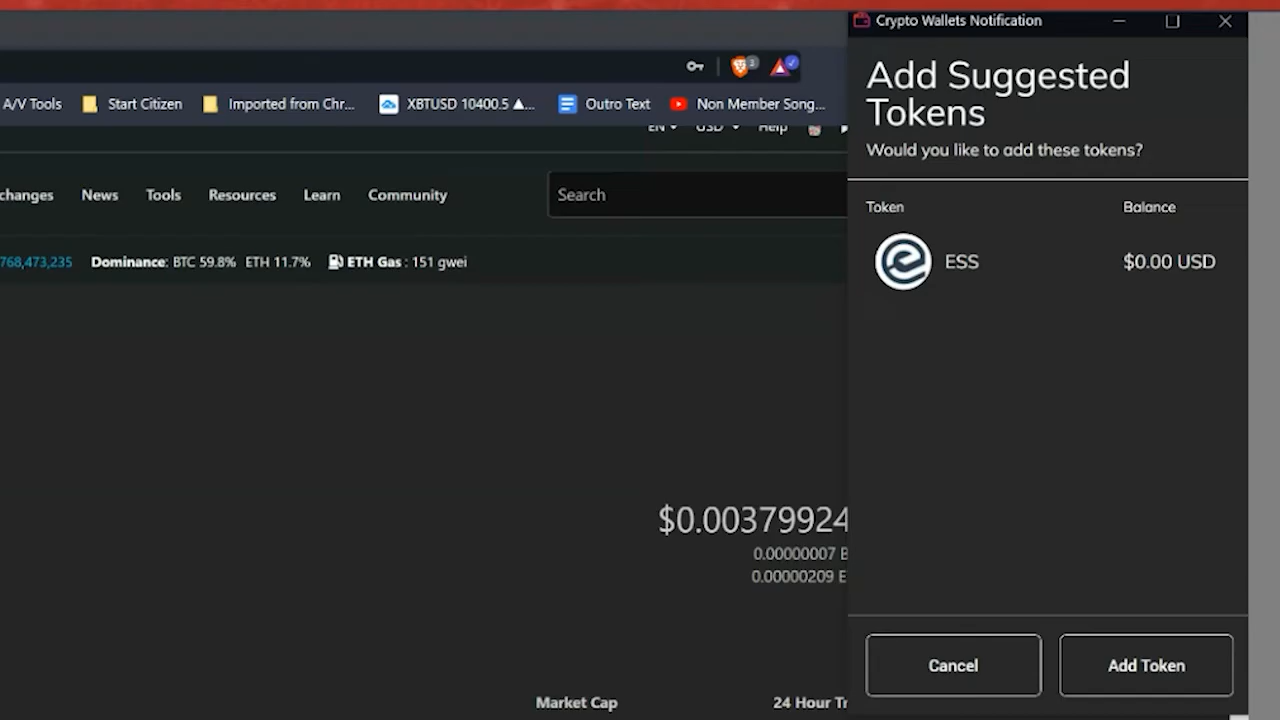 Crypto Wallets Notification
Add Suggested
Tokens
Would you like to add these tokens?
Token Balance
ESS $0.00 USD
Cancel Add Token
3
A/V Tools Start Citizen Imported from Chr... XBTUSD 10400.5 ▲... Outro Text Non Member Song...
EN USD Help
changes News Tools Resources Learn Community Search
768,473,235 Dominance: BTC 59.8% ETH 11.7% ETH Gas : 151 gwei
$0.00379924
0.00000007 B
0.00000209 E
Market Cap 24 Hour Tr